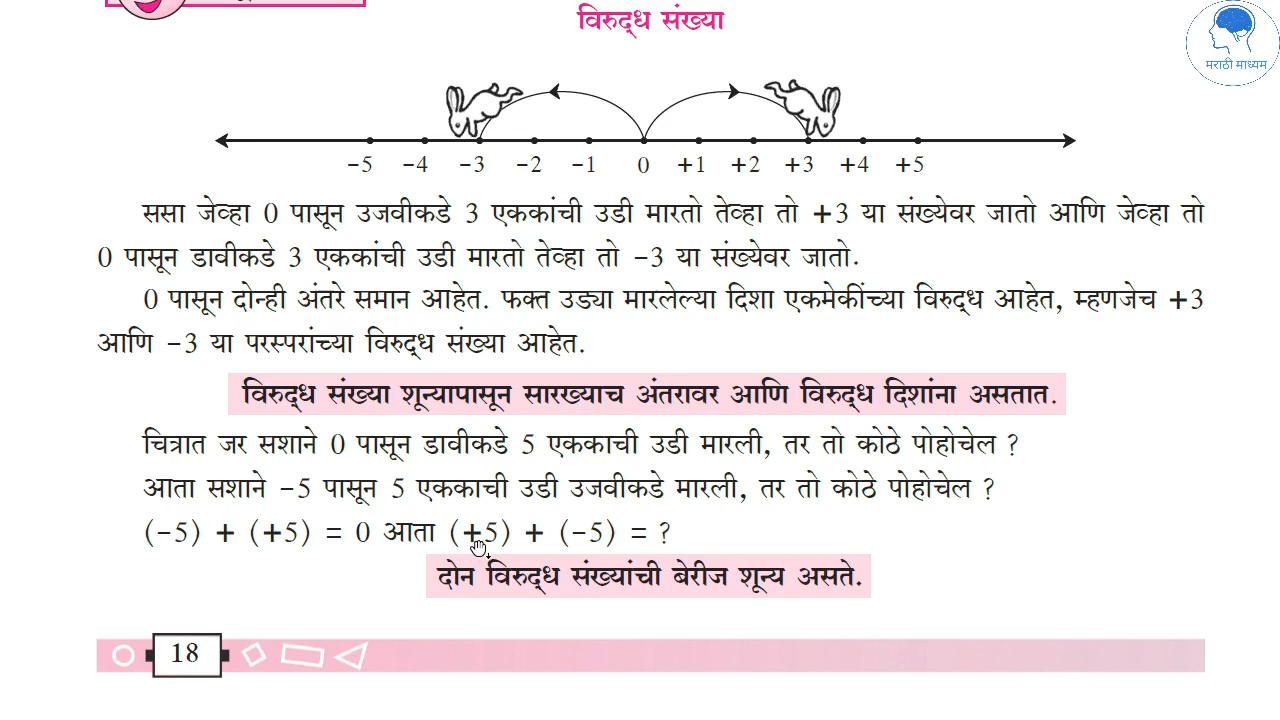 विरुद्ध संख्या
मराठी माध्यम
-5 -4 -3 -2 -1 0 +1 +2 +3 +4 +5
ससा जेव्हा 0 पासून उजवीकडे 3 एककांची उडी मारतो तेव्हा तो +3 या संख्येवर जातो आणि जेव्हा तो
0 पासून डावीकडे 3 एककांची उडी मारतो तेव्हा तो -3 या संख्येवर जातो.
0 पासून दोन्ही अंतरे समान आहेत. फक्त उड्या मारलेल्या दिशा एकमेकींच्या विरुद्ध आहेत, म्हणजेच +3
आणि -3 या परस्परांच्या विरुद्ध संख्या आहेत.
विरुद्ध संख्या शून्यापासून सारख्याच अंतरावर आणि विरुद्ध दिशांना असतात.
चित्रात जर सशाने 0 पासून डावीकडे 5 एककाची उडी मारली, तर तो कोठे पोहोचेल ?
आता सशाने -5 पासून 5 एककाची उडी उजवीकडे मारली, तर तो कोठे पोहोचेल ?
(-5) + (+5) = 0 आता (+5) + (-5) = ?
दोन विरुद्ध संख्यांची बेरीज शून्य असते.
18